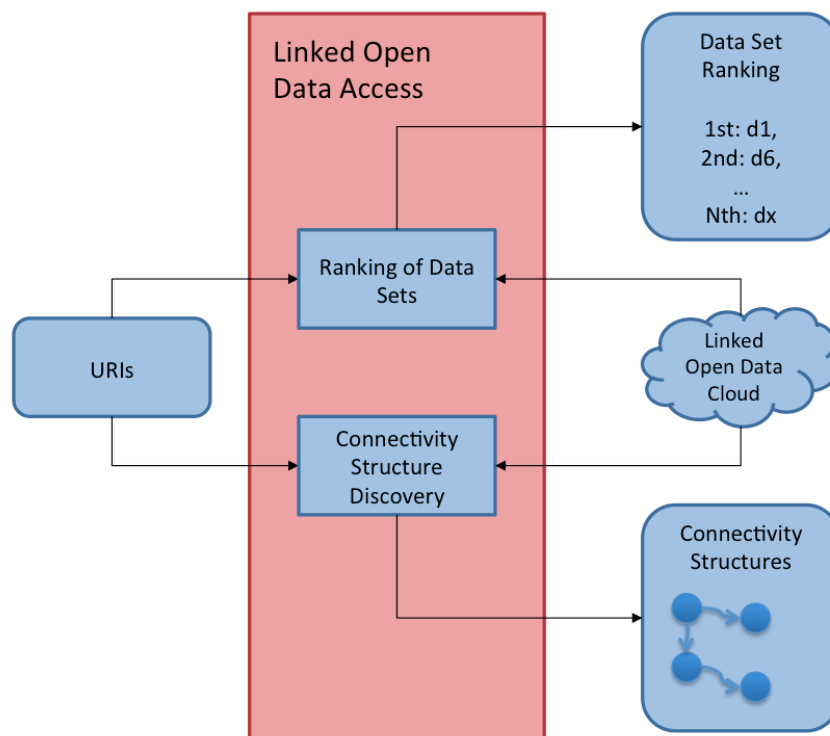 Linked Open
Data Access
Data Set
Ranking
1st: d1,
2nd: d6,
...
Nth: dx
Ranking of Data
Sets
URIs
Linked
Open Data
Cloud
Connectivity
Structure
Discovery
Connectivity
Structures